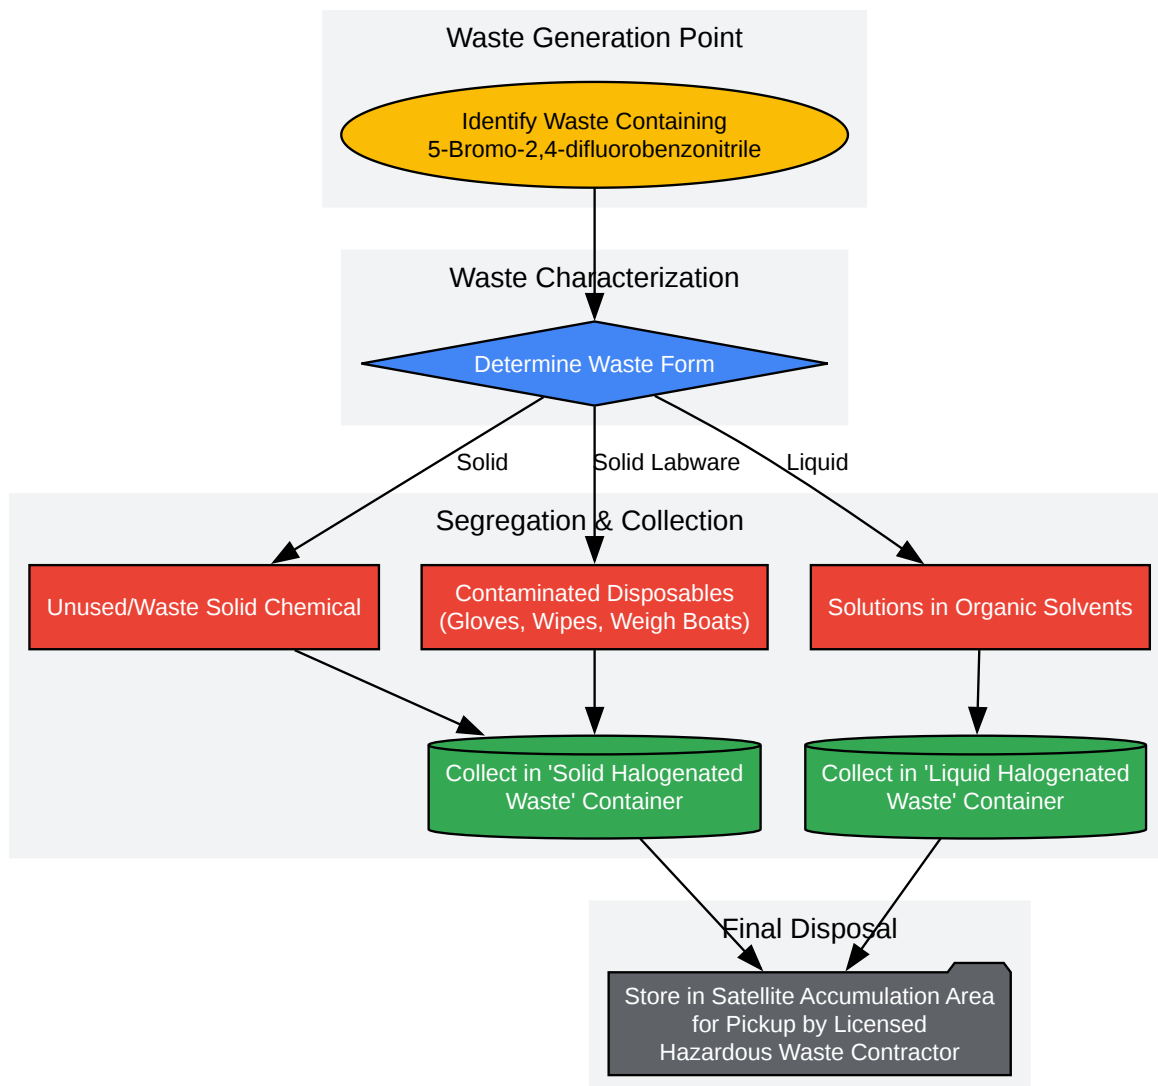 Waste Generation Point
Identify Waste Containing
5-Bromo-2,4-difluorobenzonitrile
Waste Characterization
Determine Waste Form
Solid
Solid Labware
Liquid
Segregation & Collection
Unused/Waste Solid Chemical
Contaminated Disposables
(Gloves, Wipes, Weigh Boats)
Solutions in Organic Solvents
Collect in 'Solid Halogenated
Waste' Container
Collect in 'Liquid Halogenated
Waste' Container
Final Disposal
Store in Satellite Accumulation Area
for Pickup by Licensed
Hazardous Waste Contractor